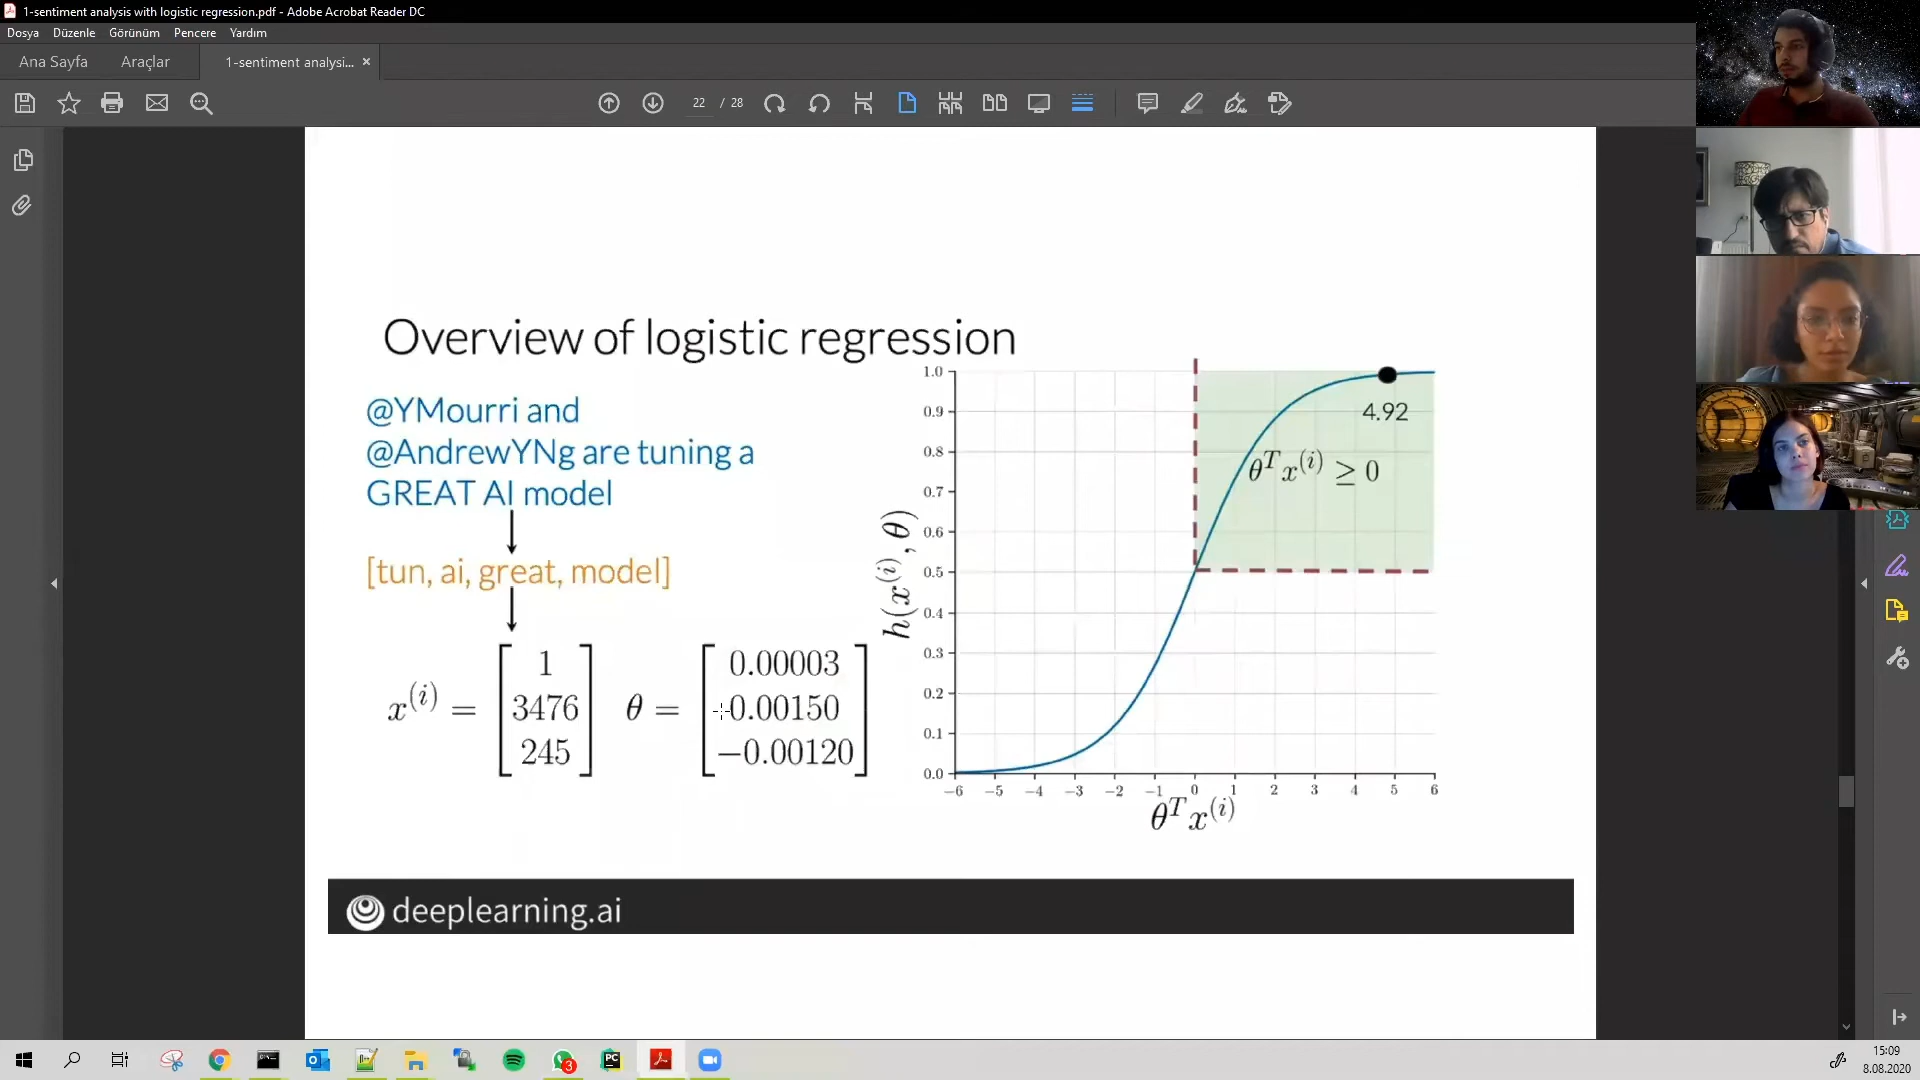 1-sentiment analysis with logistic regression.pdf - Adobe Acrobat Reader DC
Dosya Düzenle Görünüm Pencere Yardım
Ana Sayfa Araçlar 1-sentiment analysi... ×
22 / 28
Overview of logistic regression
@YMourri and
@AndrewYNg are tuning a
GREAT AI model
[tun, ai, great, model]
x^(i) = [1 3476 245] θ = [0.00003 0.00150 −0.00120]
h(x^(i), θ)
1.0
0.9
0.8
0.7
0.6
0.5
0.4
0.3
0.2
0.1
0.0
4.92
θ^T x^(i) ≥ 0
−6 −5 −4 −3 −2 −1 0 1 2 3 4 5 6
θ^T x^(i)
deeplearning.ai
3
PC
15:09
8.08.2020